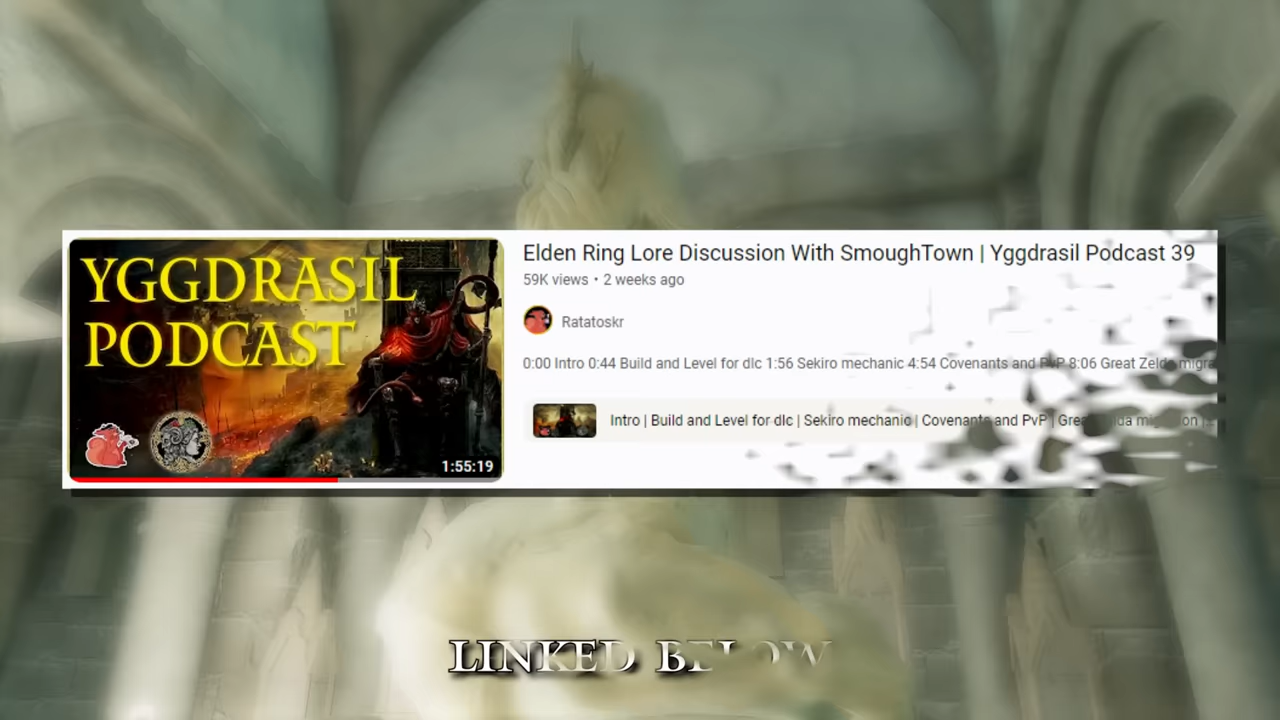 YGGDRASIL
PODCAST
1:55:19
Elden Ring Lore Discussion With SmoughTown | Yggdrasil Podcast 39
59K views • 2 weeks ago
Ratatoskr
0:00 Intro 0:44 Build and Level for dlc 1:56 Sekiro mechanic 4:54 Covenants and PvP 8:06 Great Zelda migra
Intro | Build and Level for dlc | Sekiro mechanic | Covenants and PvP |
LINKED BELOW